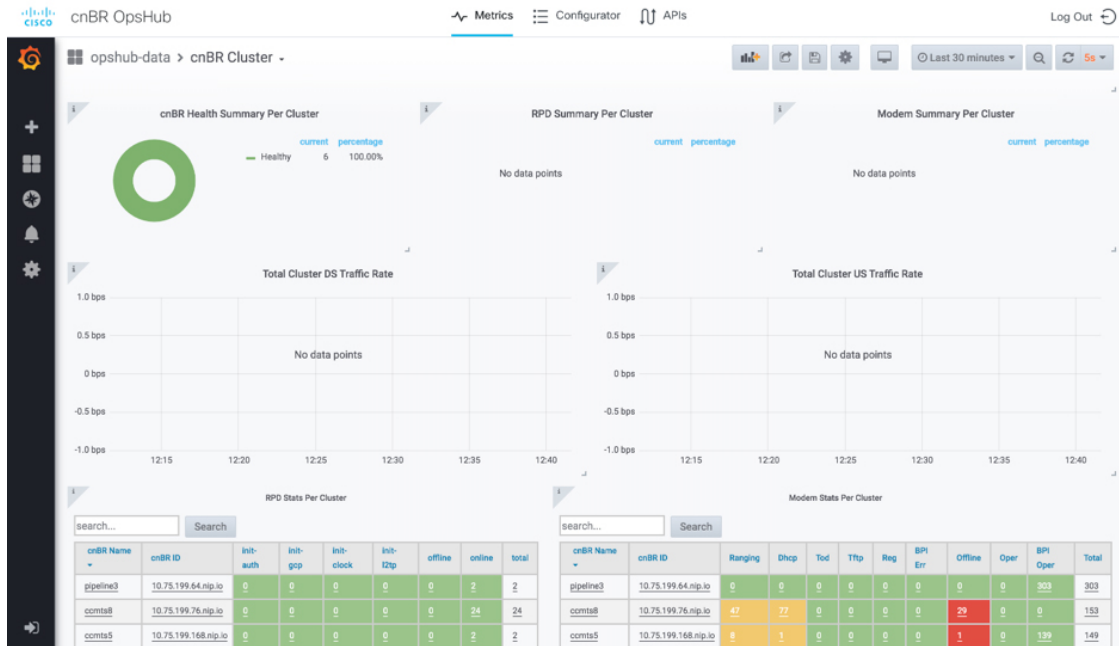 cisco cnBR OpsHub Metrics Configurator APIs Log Out
opshub-data > cnBR Cluster Last 30 minutes 5s
cnBR Health Summary Per Cluster RPD Summary Per Cluster Modem Summary Per Cluster
current percentage current percentage current percentage
Healthy 6 100.00%
No data points No data points
Total Cluster DS Traffic Rate Total Cluster US Traffic Rate
1.0 bps 1.0 bps
0.5 bps 0.5 bps
No data points No data points
0 bps 0 bps
-0.5 bps -0.5 bps
-1.0 bps -1.0 bps
12:15 12:20 12:25 12:30 12:35 12:40 12:15 12:20 12:25 12:30 12:35 12:40
RPD Stats Per Cluster Modem Stats Per Cluster
search... Search search... Search
cnBR Name cnBR ID init-auth init-gcp init-clock init-l2tp offline online total cnBR Name cnBR ID Ranging Dhcp Tod Tftp Reg BPI Err Offline Oper BPI Oper Total
pipeline3 10.75.199.64.nip.io 0 0 0 0 0 2 2 pipeline3 10.75.199.64.nip.io 0 0 0 0 0 0 0 0 303 303
ccmts8 10.75.199.76.nip.io 0 0 0 0 0 24 24 ccmts8 10.75.199.76.nip.io 47 77 0 0 0 0 29 0 0 153
ccmts5 10.75.199.168.nip.io 0 0 0 0 0 2 2 ccmts5 10.75.199.168.nip.io 8 1 0 0 0 0 1 0 139 149